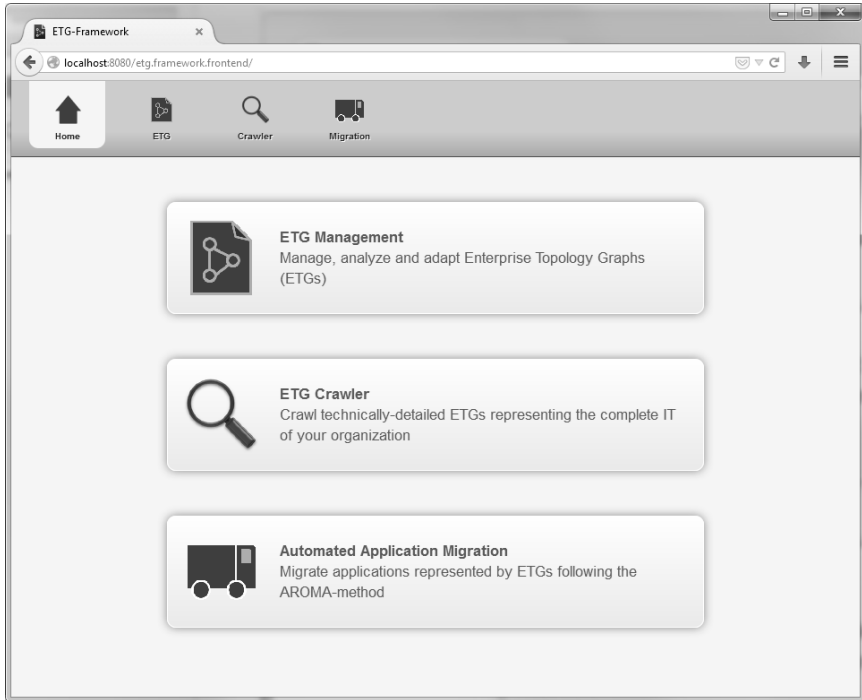 ETG-Framework
localhost:8080/etg.framework.frontend/
Home
ETG
Crawler
Migration
ETG Management
Manage, analyze and adapt Enterprise Topology Graphs
(ETGs)
ETG Crawler
Crawl technically-detailed ETGs representing the complete IT
of your organization
Automated Application Migration
Migrate applications represented by ETGs following the
AROMA-method